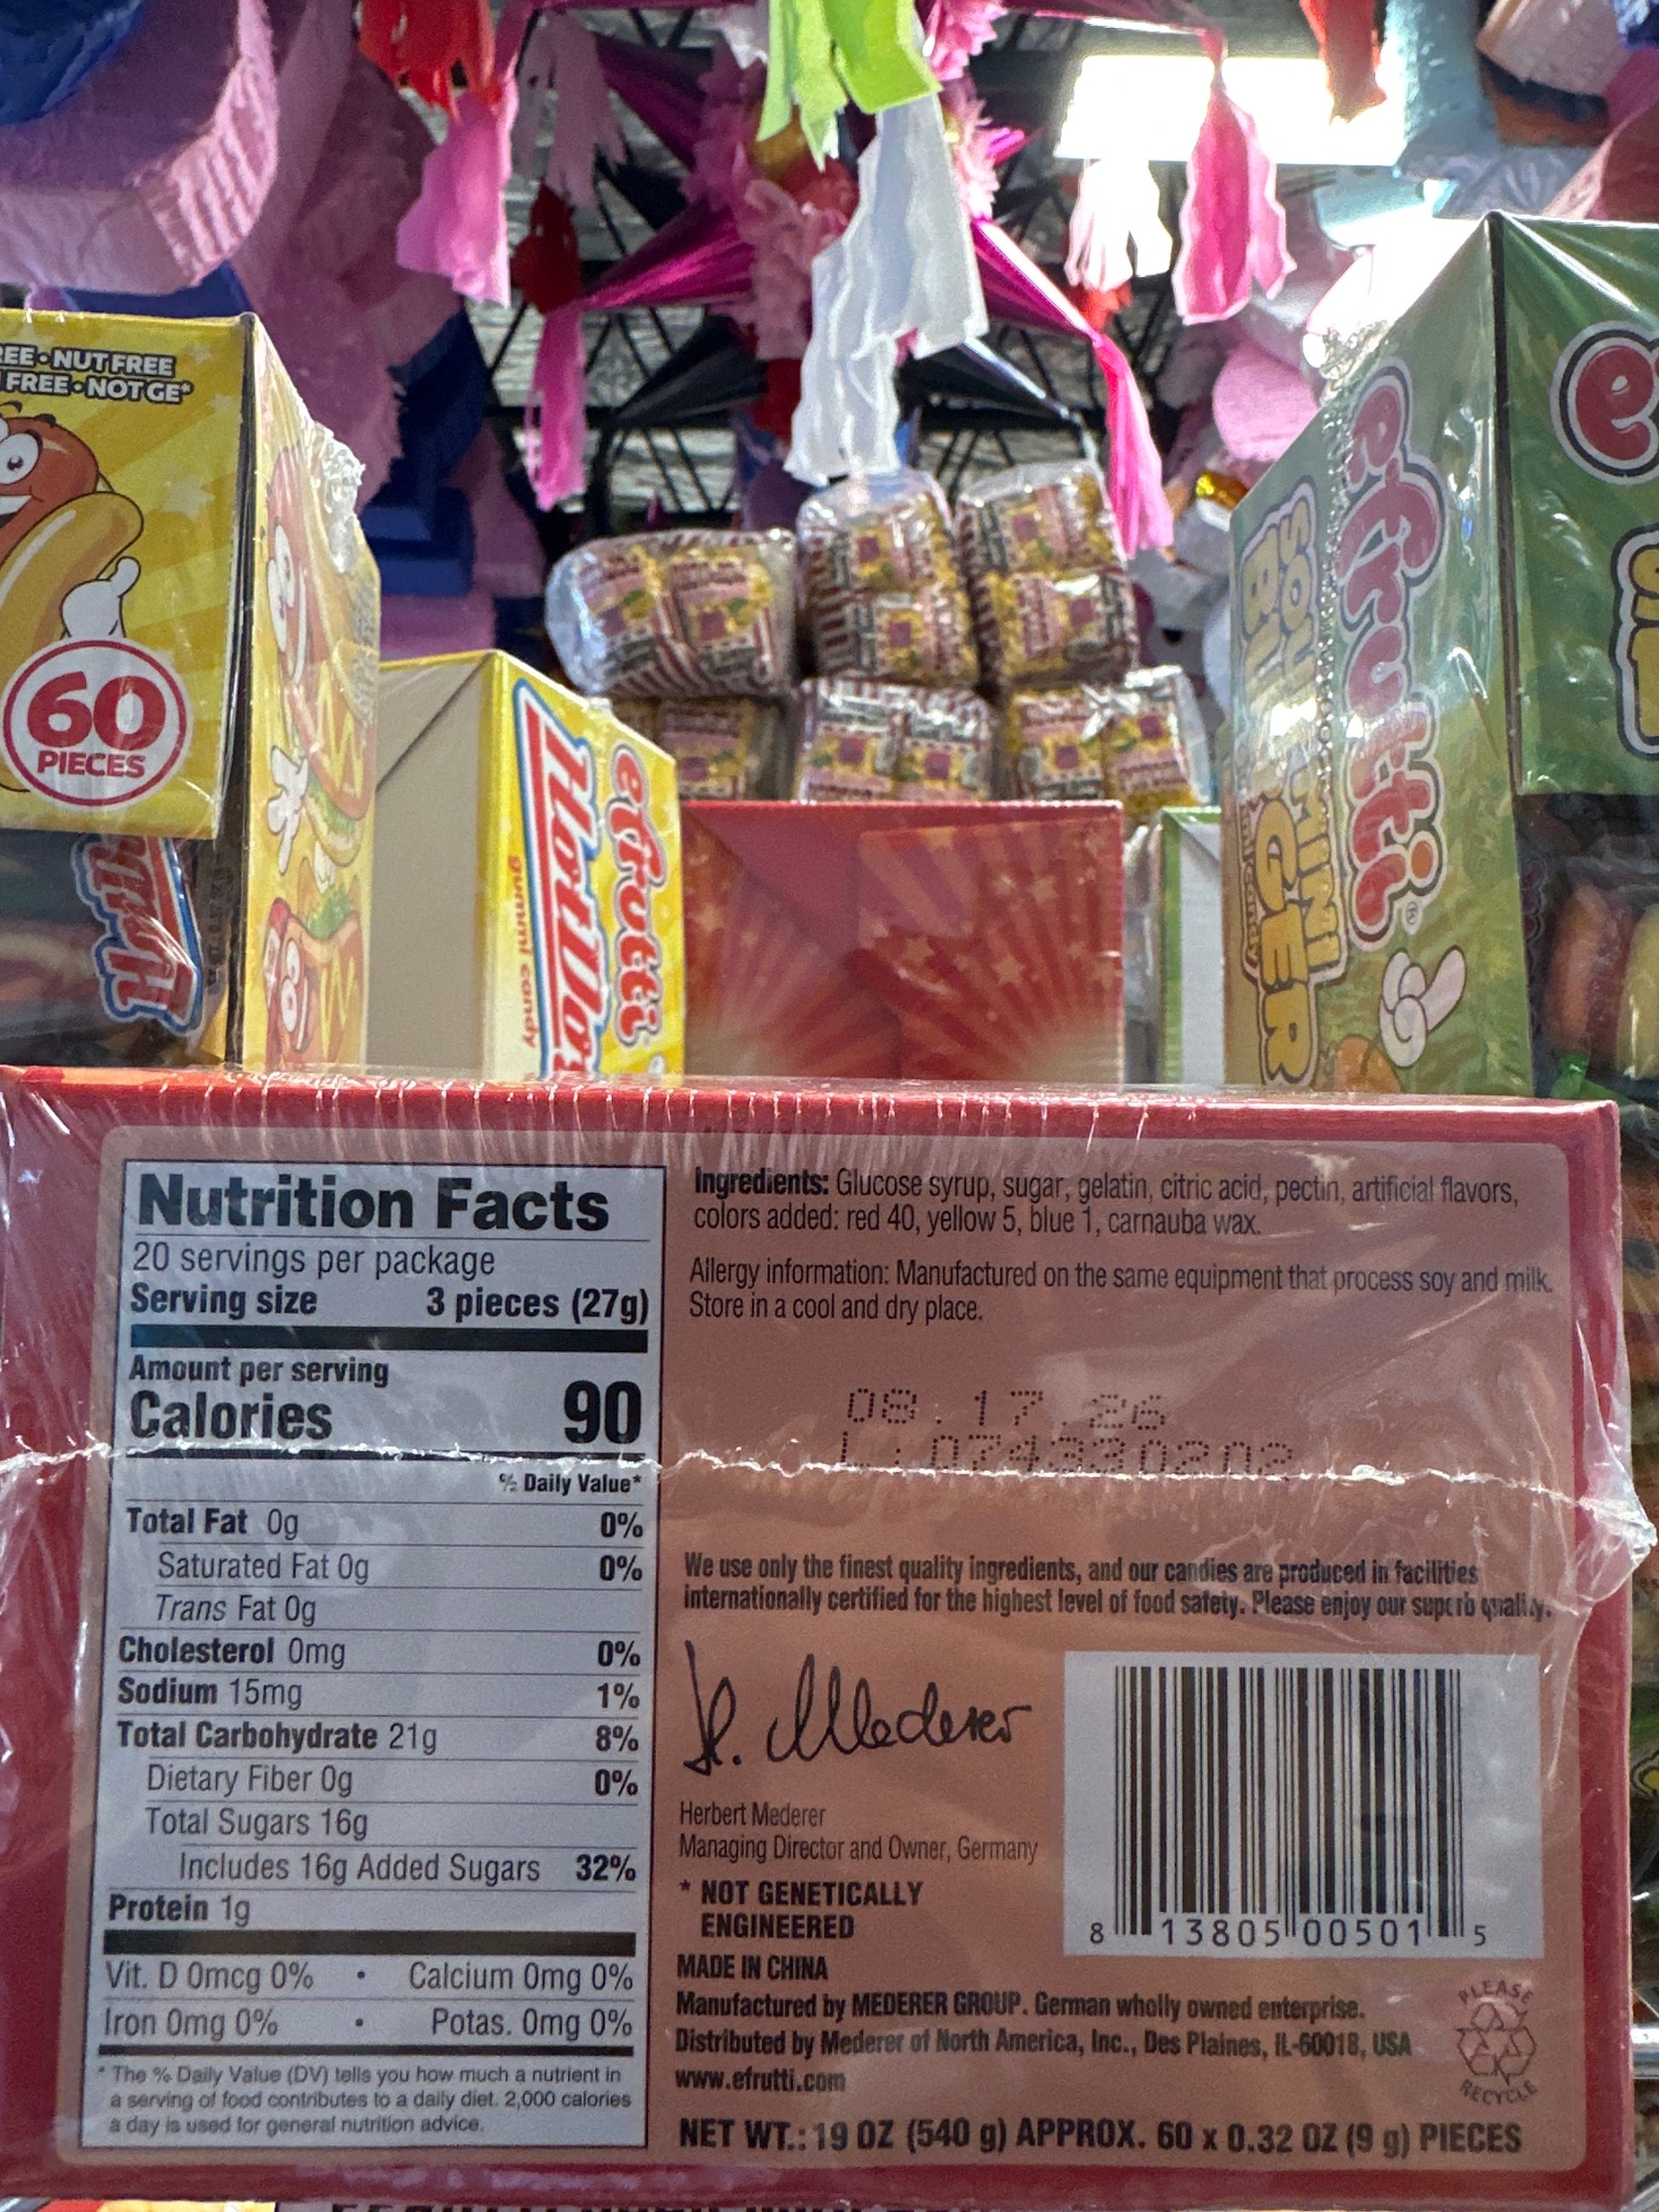 REE • NUT FREE
FREE • NOT GE*
60
PIECES
efrutti
Hot Dog
gummi candy
efrutti
SOUR MINI
BURGER
gummi candy
e
Nutrition Facts
20 servings per package
Serving size 3 pieces (27g)
Amount per serving
Calories 90
% Daily Value*
Total Fat 0g 0%
Saturated Fat 0g 0%
Trans Fat 0g
Cholesterol 0mg 0%
Sodium 15mg 1%
Total Carbohydrate 21g 8%
Dietary Fiber 0g 0%
Total Sugars 16g
Includes 16g Added Sugars 32%
Protein 1g
Vit. D 0mcg 0% • Calcium 0mg 0%
Iron 0mg 0% • Potas. 0mg 0%
* The % Daily Value (DV) tells you how much a nutrient in
a serving of food contributes to a daily diet. 2,000 calories
a day is used for general nutrition advice.
Ingredients: Glucose syrup, sugar, gelatin, citric acid, pectin, artificial flavors,
colors added: red 40, yellow 5, blue 1, carnauba wax.
Allergy information: Manufactured on the same equipment that process soy and milk.
Store in a cool and dry place.
08.17.26
We use only the finest quality ingredients, and our candies are produced in facilities
internationally certified for the highest level of food safety. Please enjoy our superb quality.
H. Mederer
Herbert Mederer
Managing Director and Owner, Germany
* NOT GENETICALLY
ENGINEERED
8 13805 00501 5
MADE IN CHINA
Manufactured by MEDERER GROUP. German wholly owned enterprise.
Distributed by Mederer of North America, Inc., Des Plaines, IL-60018, USA
www.efrutti.com
PLEASE
RECYCLE
NET WT.: 19 OZ (540 g) APPROX. 60 x 0.32 OZ (9 g) PIECES